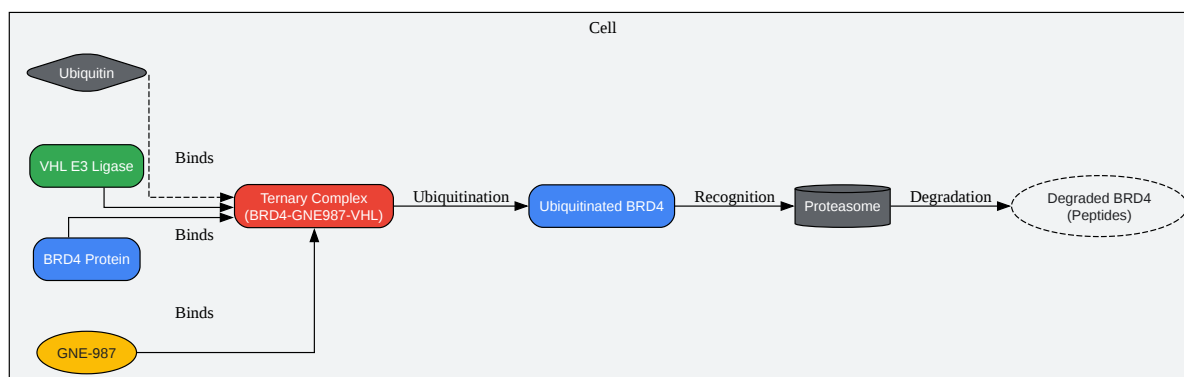 Cell
Ubiquitin
Binds
VHL E3 Ligase
Ternary Complex
(BRD4-GNE987-VHL)
Ubiquitination
Ubiquitinated BRD4
Recognition
Proteasome
Degradation
Degraded BRD4
(Peptides)
Binds
BRD4 Protein
Binds
GNE-987